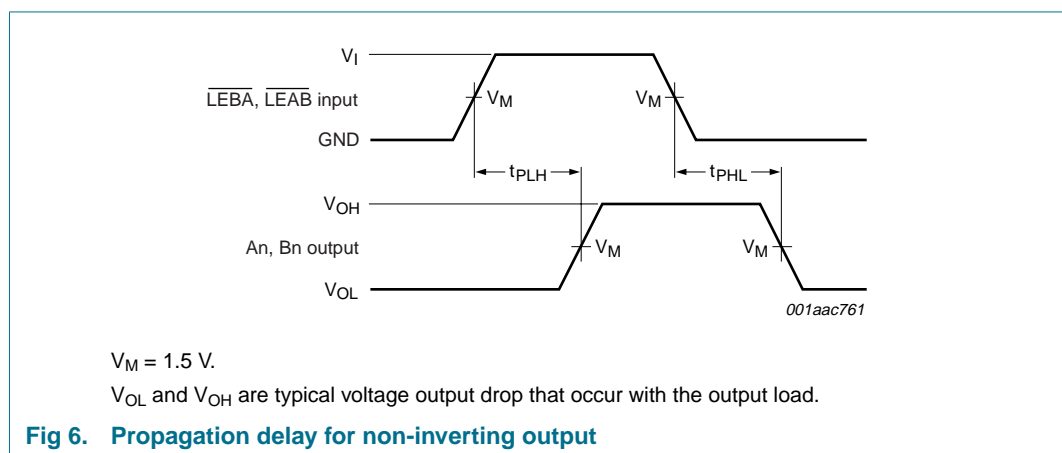 VI
LEBA, LEAB input
VM
VM
GND
tPLH
tPHL
VOH
An, Bn output
VM
VM
VOL
001aac761
VM = 1.5 V.
VOL and VOH are typical voltage output drop that occur with the output load.
Fig 6. Propagation delay for non-inverting output